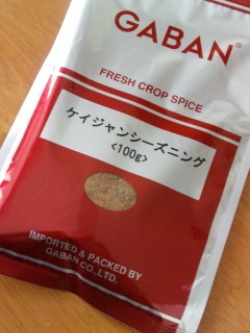 GABAN®
FRESH CROP SPICE
ケイジャンシーズニング
<100g>
IMPORTED & PACKED BY
GABAN CO.,LTD.